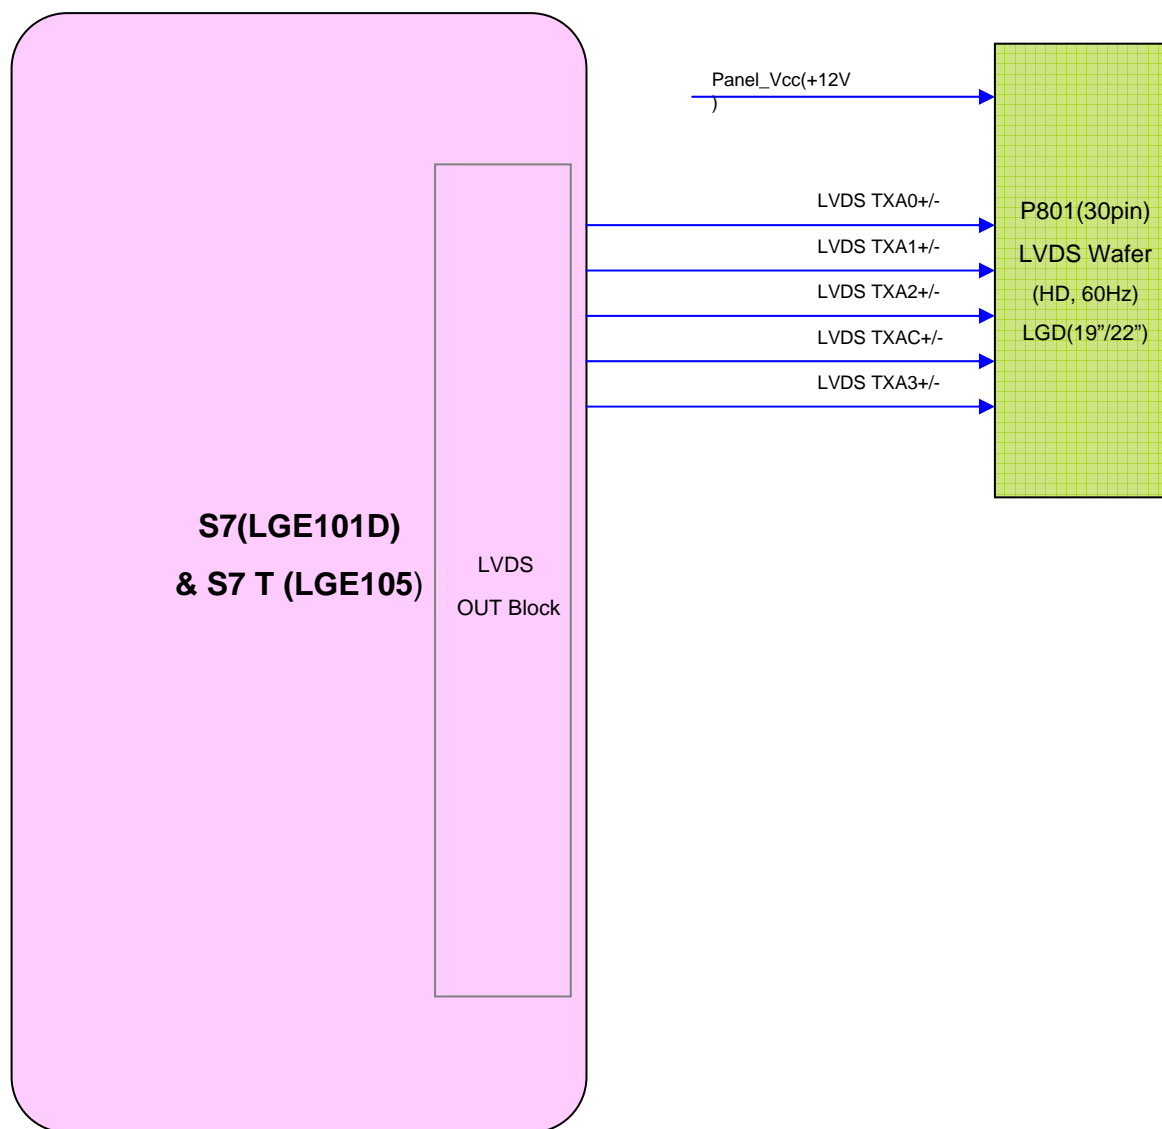 Panel_Vcc(+12V
)
LVDS TXA0+/-
LVDS TXA1+/-
LVDS TXA2+/-
LVDS TXAC+/-
LVDS TXA3+/-
P801(30pin)
LVDS Wafer
(HD, 60Hz)
LGD(19”/22”)
S7(LGE101D)
& S7 T (LGE105)
LVDS
OUT Block